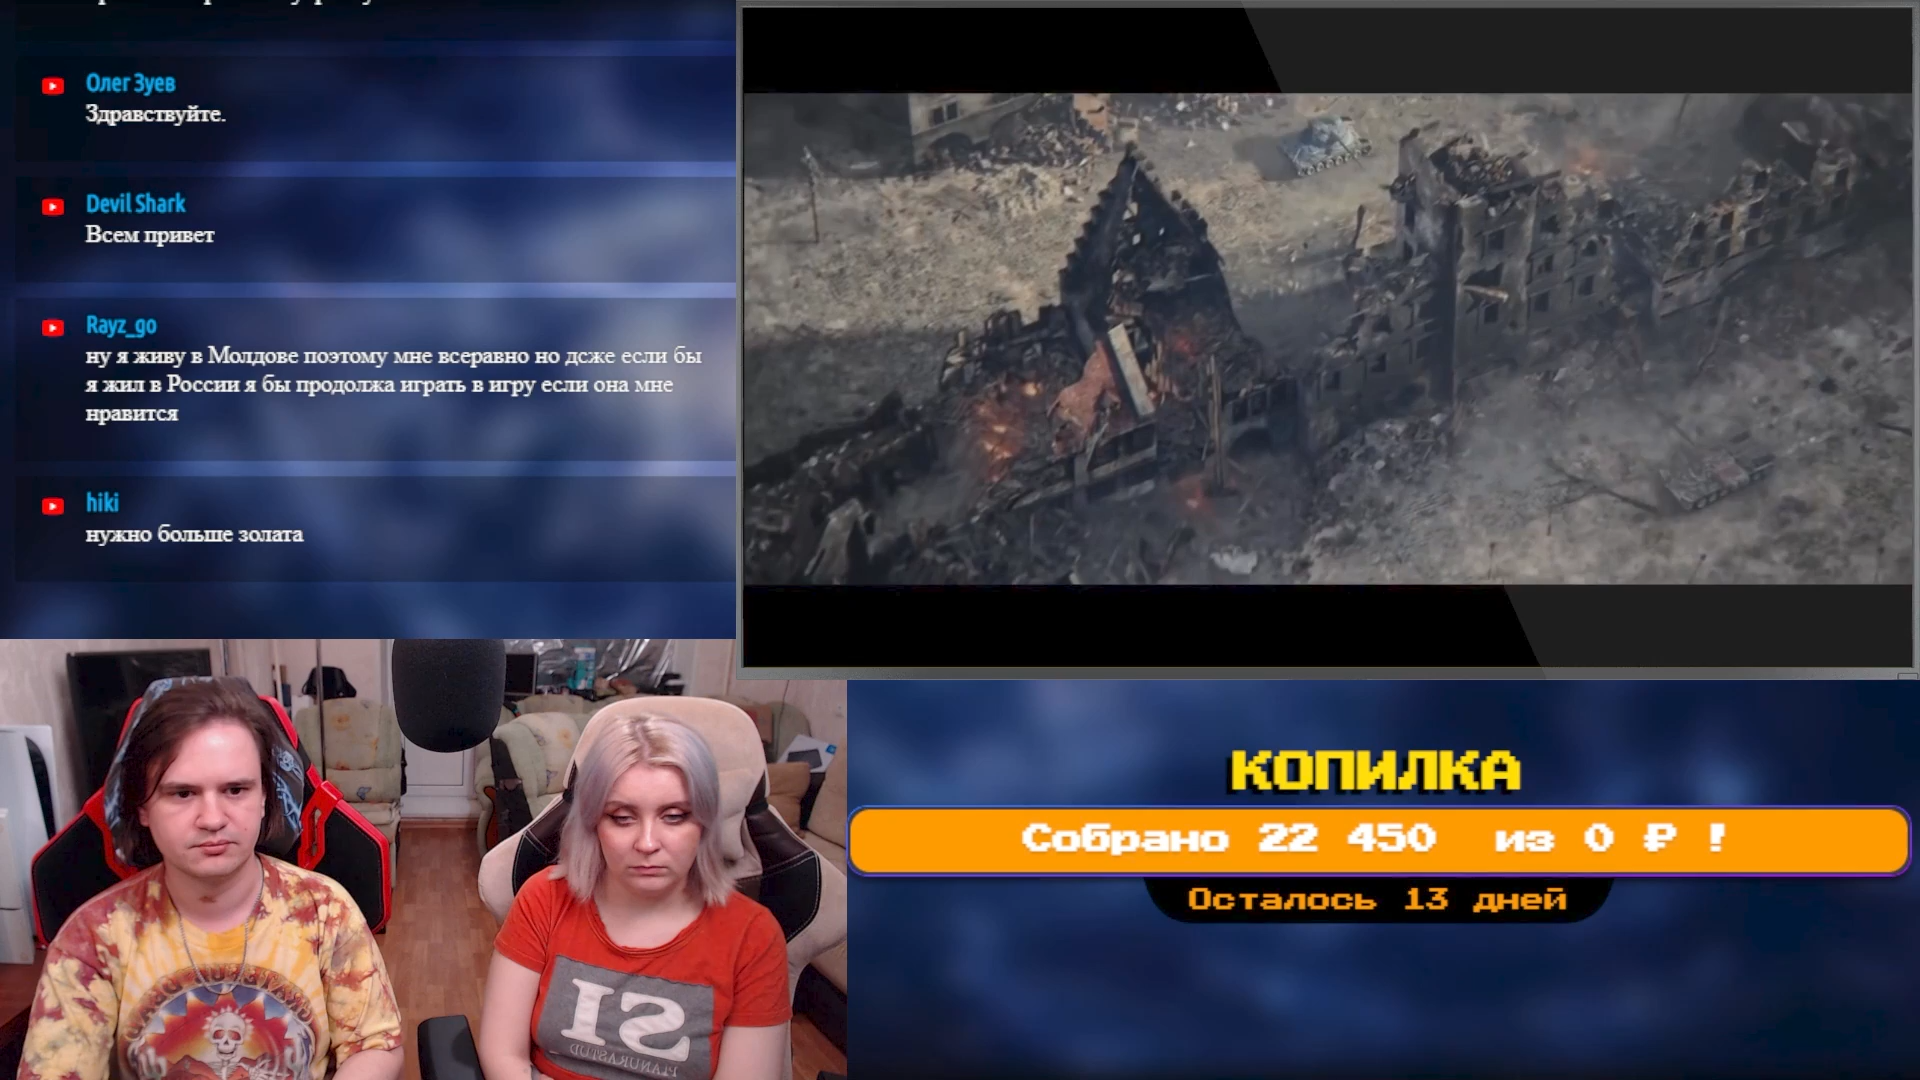 Олег Зуев
Здравствуйте.
Devil Shark
Всем привет
Rayz_go
ну я живу в Молдове поэтому мне всеравно но дсже если бы
я жил в России я бы продолжа играть в игру если она мне
нравится
hiki
нужно больше золата
КОПИЛКА
Собрано 22 450 из 0 ₽ !
Осталось 13 дней
SI
PLANURASTUD